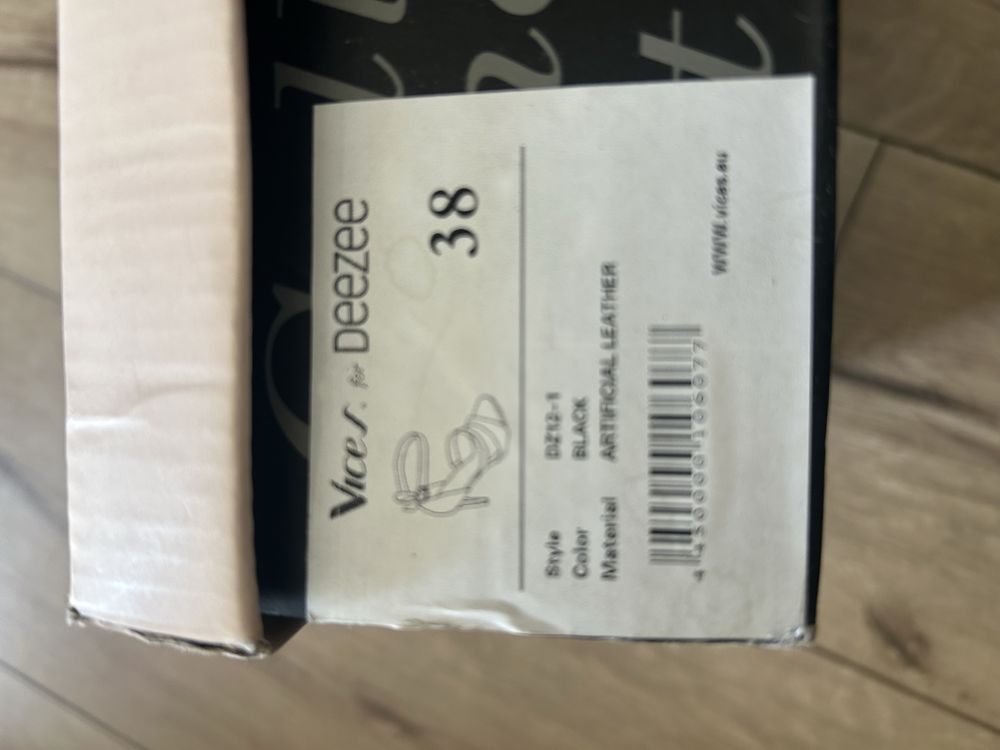 Vices. for DEEZEE
38
Style DZ12-1
Color BLACK
Material ARTIFICIAL LEATHER
www.vices.eu